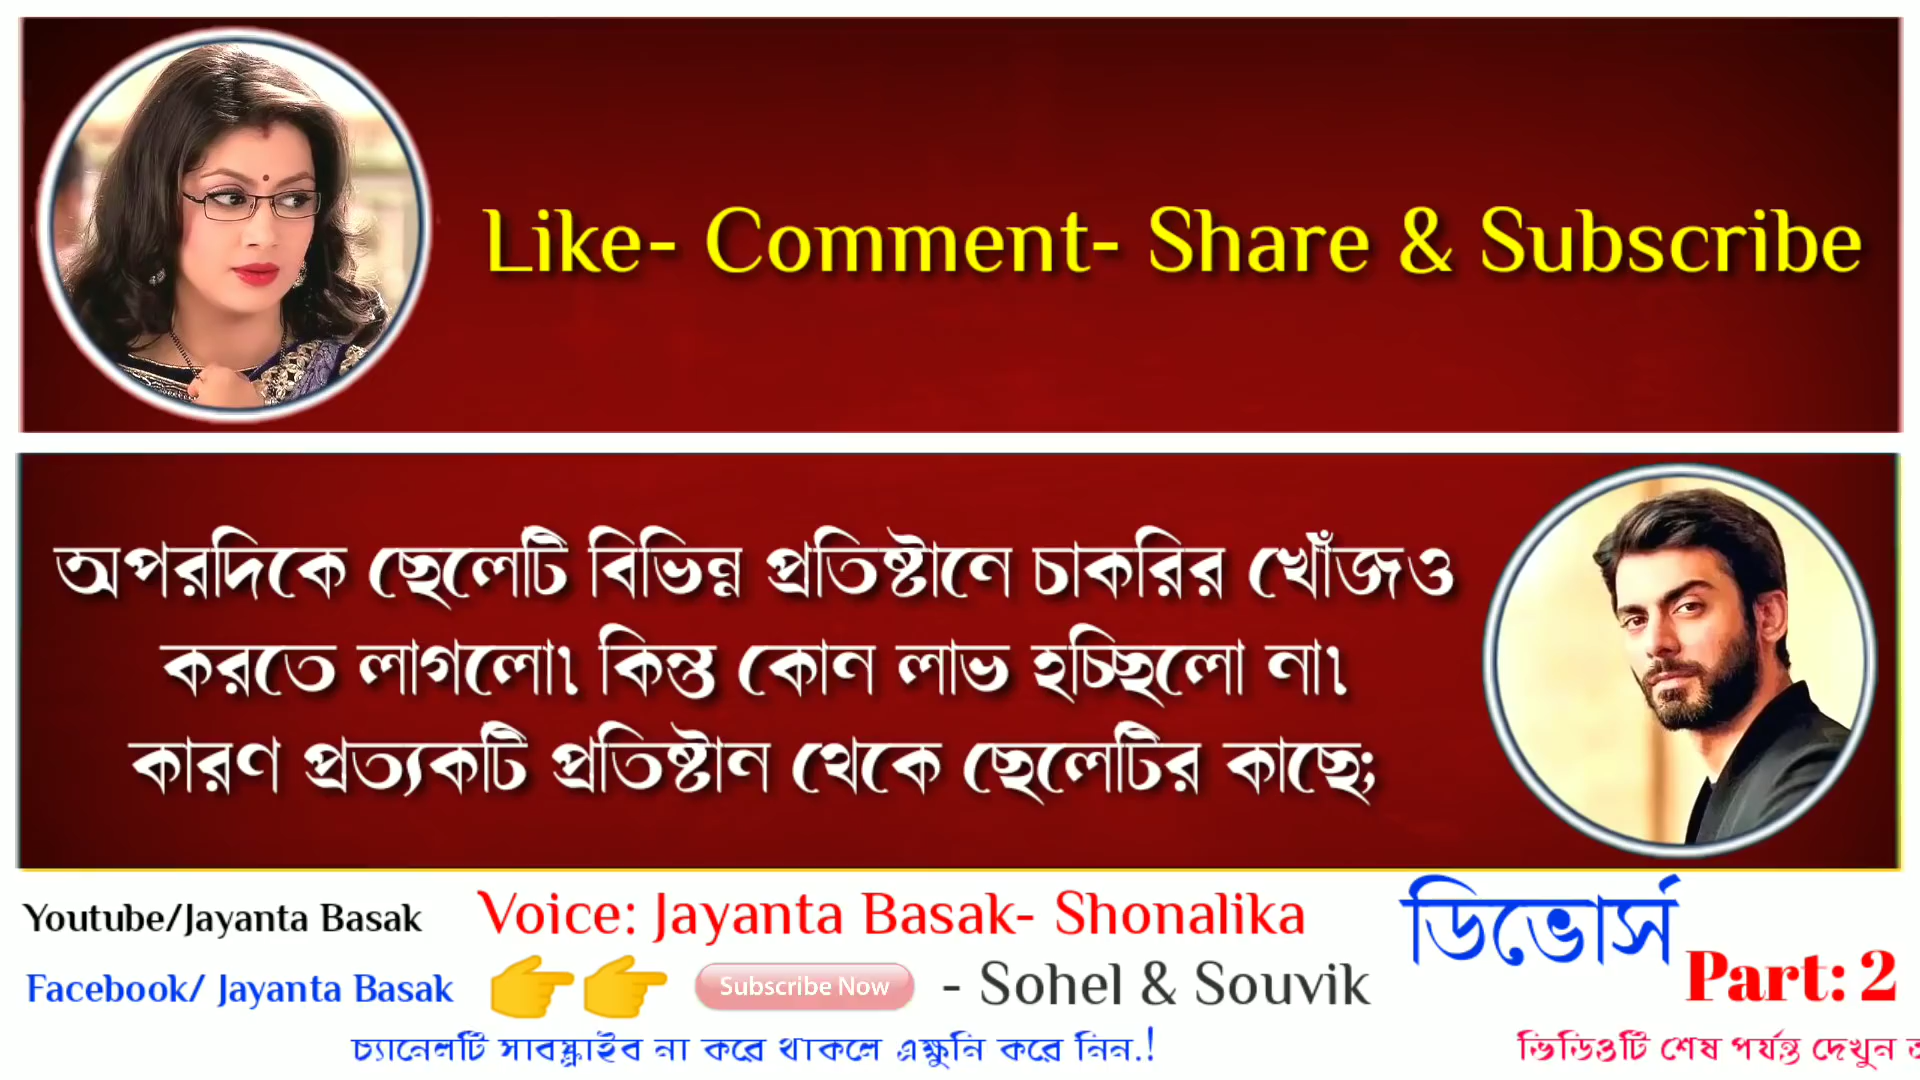 Like- Comment- Share & Subscribe
অপরদিকে ছেলেটি বিভিন্ন প্রতিষ্টানে চাকরির খোঁজও
করতে লাগলো৷ কিন্তু কোন লাভ হচ্ছিলো না৷
কারণ প্রত্যকটি প্রতিষ্টান থেকে ছেলেটির কাছে;
Youtube/Jayanta Basak
Voice: Jayanta Basak- Shonalika
ডিভোর্স
Part: 2
Facebook/ Jayanta Basak
Subscribe Now
- Sohel & Souvik
চ্যানেলটি সাবস্ক্রাইব না করে থাকলে এক্ষুনি করে নিন.!
ভিডিওটি শেষ পর্যন্ত দেখুন